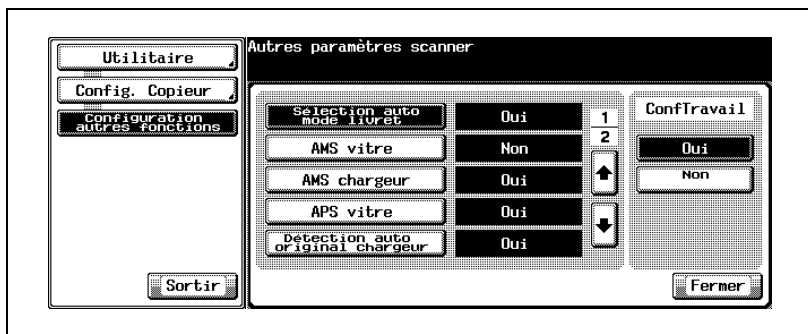 Utilitaire
Config. Copieur
Configuration
autres fonctions
Sortir
Autres paramètres scanner
Sélection auto
mode livret
Oui
AMS vitre
Non
AMS chargeur
Oui
APS vitre
Oui
Détection auto
original chargeur
Oui
1
2
ConfTravail
Oui
Non
Fermer